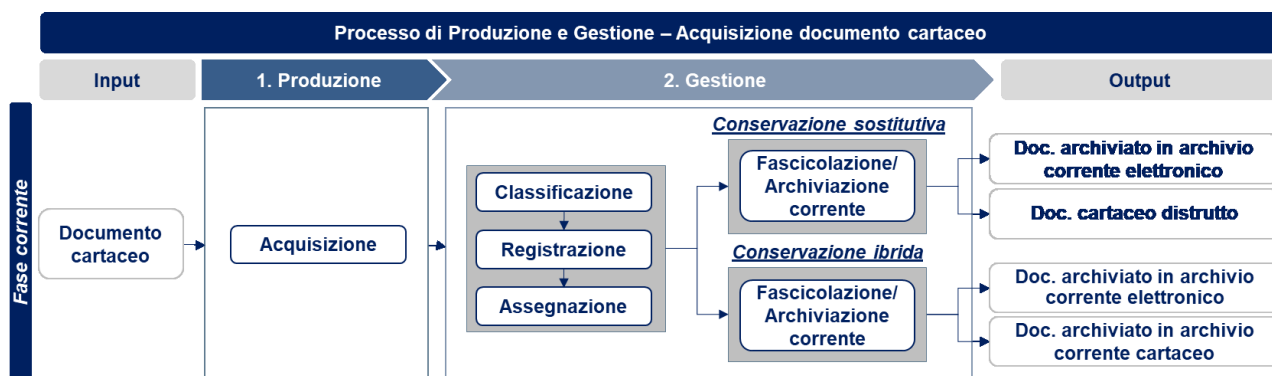 Processo di Produzione e Gestione – Acquisizione documento cartaceo
Input
1. Produzione
2. Gestione
Output
Fase corrente
Documento
cartaceo
Acquisizione
Classificazione
Registrazione
Assegnazione
Conservazione sostitutiva
Fascicolazione/
Archiviazione
corrente
Conservazione ibrida
Fascicolazione/
Archiviazione
corrente
Doc. archiviato in archivio
corrente elettronico
Doc. cartaceo distrutto
Doc. archiviato in archivio
corrente elettronico
Doc. archiviato in archivio
corrente cartaceo